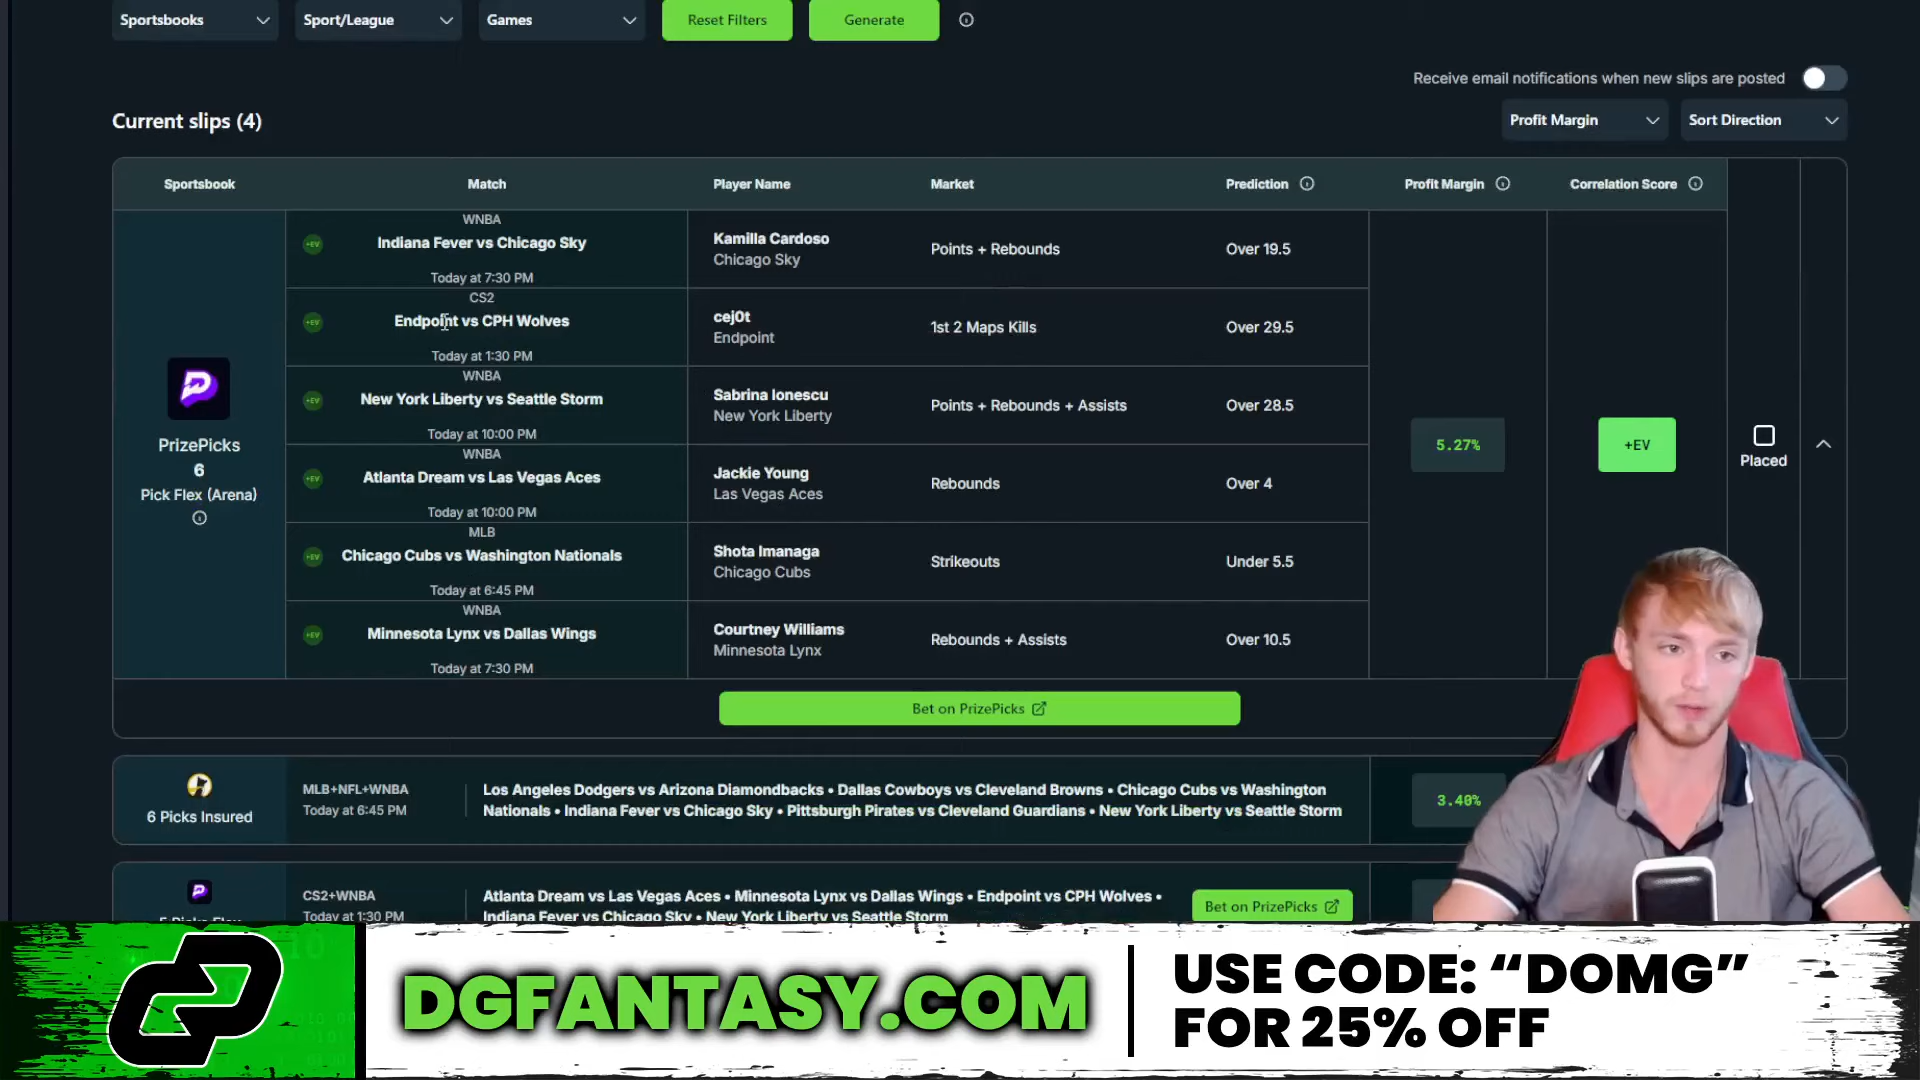 Sportsbooks
Sport/League
Games
Reset Filters
Generate
Receive email notifications when new slips are posted
Current slips (4)
Profit Margin
Sort Direction
Sportsbook
Match
Player Name
Market
Prediction
Profit Margin
Correlation Score
WNBA
+EV
Indiana Fever vs Chicago Sky
Today at 7:30 PM
Kamilla Cardoso
Chicago Sky
Points + Rebounds
Over 19.5
CS2
+EV
Endpoint vs CPH Wolves
Today at 1:30 PM
cej0t
Endpoint
1st 2 Maps Kills
Over 29.5
WNBA
+EV
New York Liberty vs Seattle Storm
Today at 10:00 PM
Sabrina Ionescu
New York Liberty
Points + Rebounds + Assists
Over 28.5
WNBA
+EV
Atlanta Dream vs Las Vegas Aces
Today at 10:00 PM
Jackie Young
Las Vegas Aces
Rebounds
Over 4
MLB
+EV
Chicago Cubs vs Washington Nationals
Today at 6:45 PM
Shota Imanaga
Chicago Cubs
Strikeouts
Under 5.5
WNBA
+EV
Minnesota Lynx vs Dallas Wings
Today at 7:30 PM
Courtney Williams
Minnesota Lynx
Rebounds + Assists
Over 10.5
PrizePicks
6
Pick Flex (Arena)
5.27%
+EV
Placed
Bet on PrizePicks
6 Picks Insured
MLB+NFL+WNBA
Today at 6:45 PM
Los Angeles Dodgers vs Arizona Diamondbacks • Dallas Cowboys vs Cleveland Browns • Chicago Cubs vs Washington
Nationals • Indiana Fever vs Chicago Sky • Pittsburgh Pirates vs Cleveland Guardians • New York Liberty vs Seattle Storm
3.40%
5 Picks Flex
CS2+WNBA
Today at 1:30 PM
Atlanta Dream vs Las Vegas Aces • Minnesota Lynx vs Dallas Wings • Endpoint vs CPH Wolves •
Indiana Fever vs Chicago Sky • New York Liberty vs Seattle Storm
Bet on PrizePicks
DGFANTASY.COM
USE CODE: “DOMG”
FOR 25% OFF